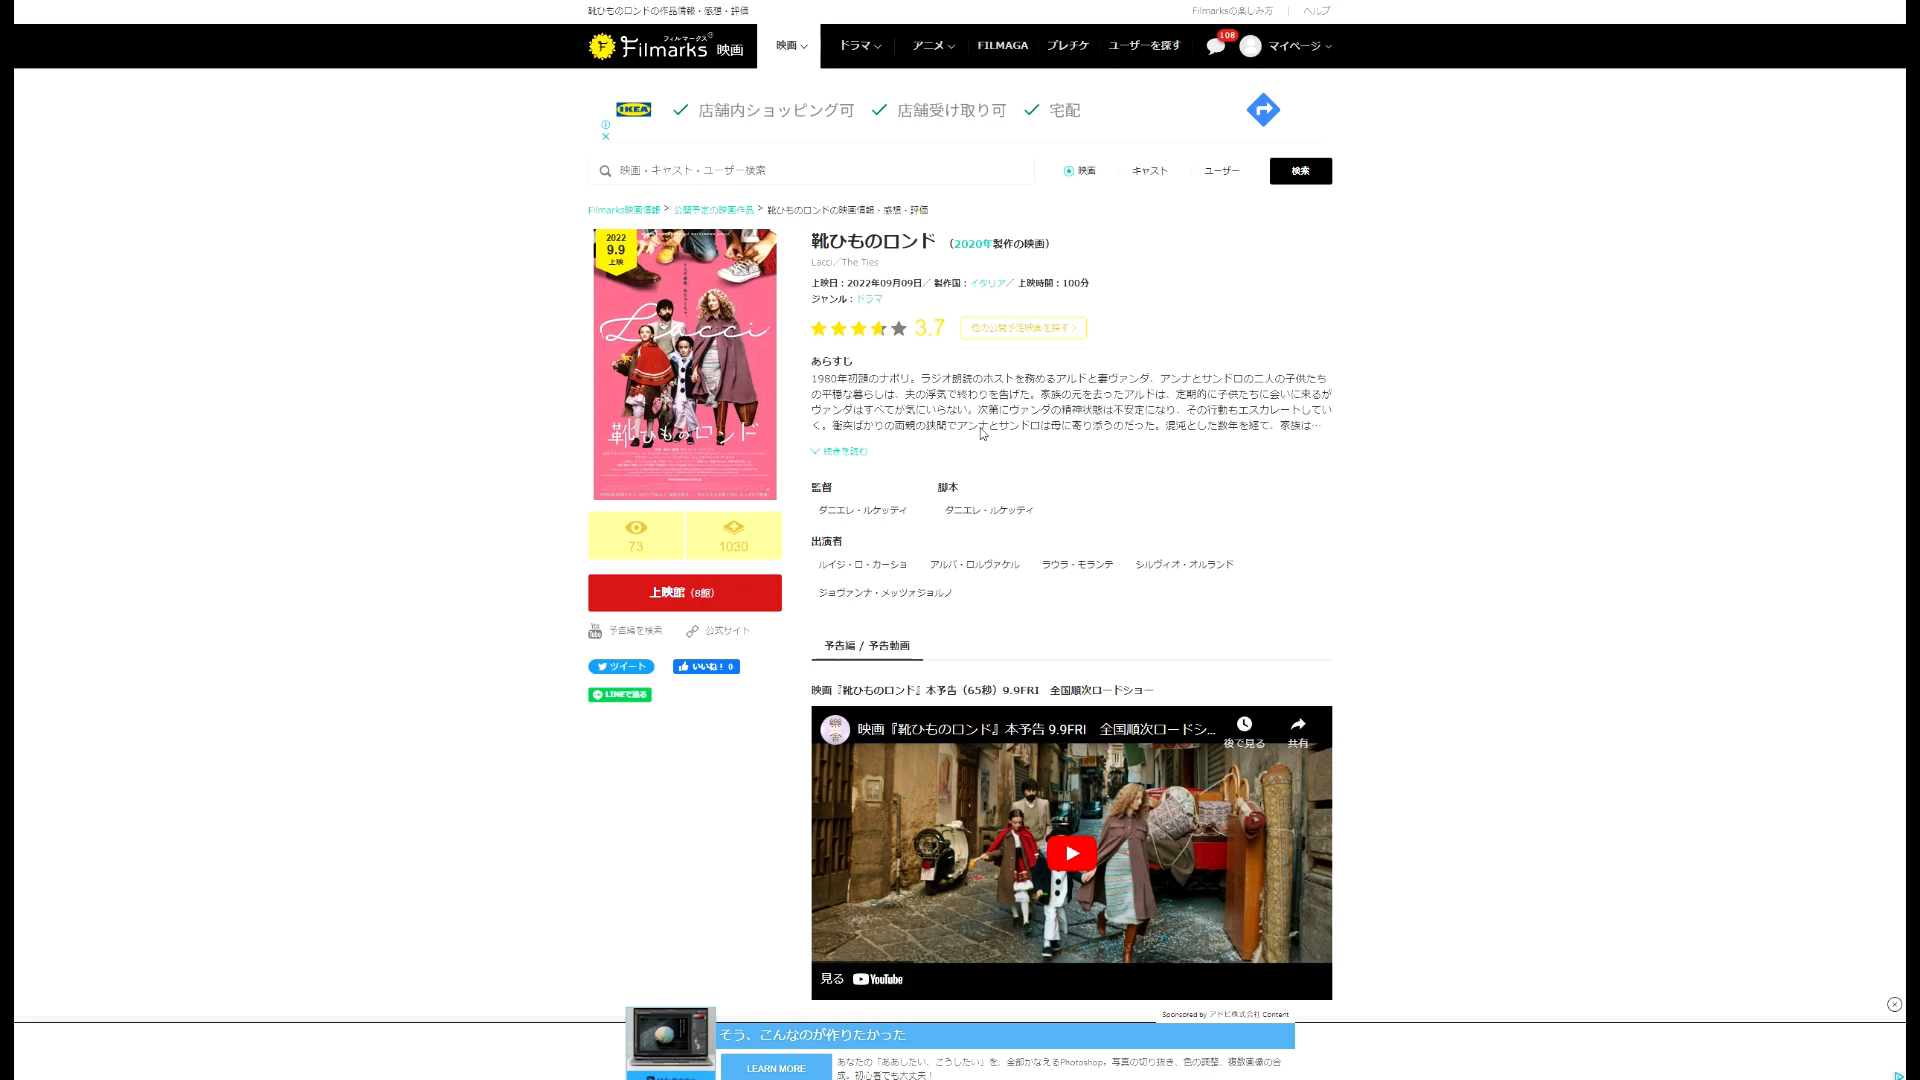 靴ひものロンドの作品情報・感想・評価
Filmarksの楽しみ方 | ヘルプ
フィルマークス
Filmarks 映画
映画
ドラマ
アニメ
FILMAGA
プレチケ
ユーザーを探す
108
マイページ
IKEA
店舗内ショッピング可
店舗受け取り可
宅配
映画・キャスト・ユーザー検索
映画
キャスト
ユーザー
検索
Filmarks映画情報 > 公開予定の映画作品 > 靴ひものロンドの映画情報・感想・評価
2022
9.9
上映
Lacci
靴ひものロンド
73
1030
上映館（8館）
予告編を検索
公式サイト
ツイート
いいね！ 0
LINEで送る
靴ひものロンド （2020年製作の映画）
Lacci／The Ties
上映日：2022年09月09日／ 製作国：イタリア／ 上映時間：100分
ジャンル：ドラマ
3.7
他の公開予定映画を探す
あらすじ
1980年初頭のナポリ。ラジオ朗読のホストを務めるアルドと妻ヴァンダ、アンナとサンドロの二人の子供たち
の平穏な暮らしは、夫の浮気で終わりを告げた。家族の元を去ったアルドは、定期的に子供たちに会いに来るが
ヴァンダはすべてが気にいらない。次第にヴァンダの精神状態は不安定になり、その行動もエスカレートしてい
く。衝突ばかりの両親の狭間でアンナとサンドロは母に寄り添うのだった。混沌とした数年を経て、家族は…
続きを読む
監督
脚本
ダニエレ・ルケッティ
ダニエレ・ルケッティ
出演者
ルイジ・ロ・カーショ
アルバ・ロルヴァケル
ラウラ・モランテ
シルヴィオ・オルランド
ジョヴァンナ・メッツォジョルノ
予告編 / 予告動画
映画『靴ひものロンド』本予告（65秒）9.9FRI　全国順次ロードショー
映画『靴ひものロンド』本予告 9.9FRI　全国順次ロードシ...
後で見る
共有
見る YouTube
Sponsored by アドビ株式会社 Content
そう、こんなのが作りたかった
LEARN MORE
あなたの「ああしたい、こうしたい」を、全部かなえるPhotoshop。写真の切り抜き、色の調整、複数画像の合
成。初心者でも大丈夫！